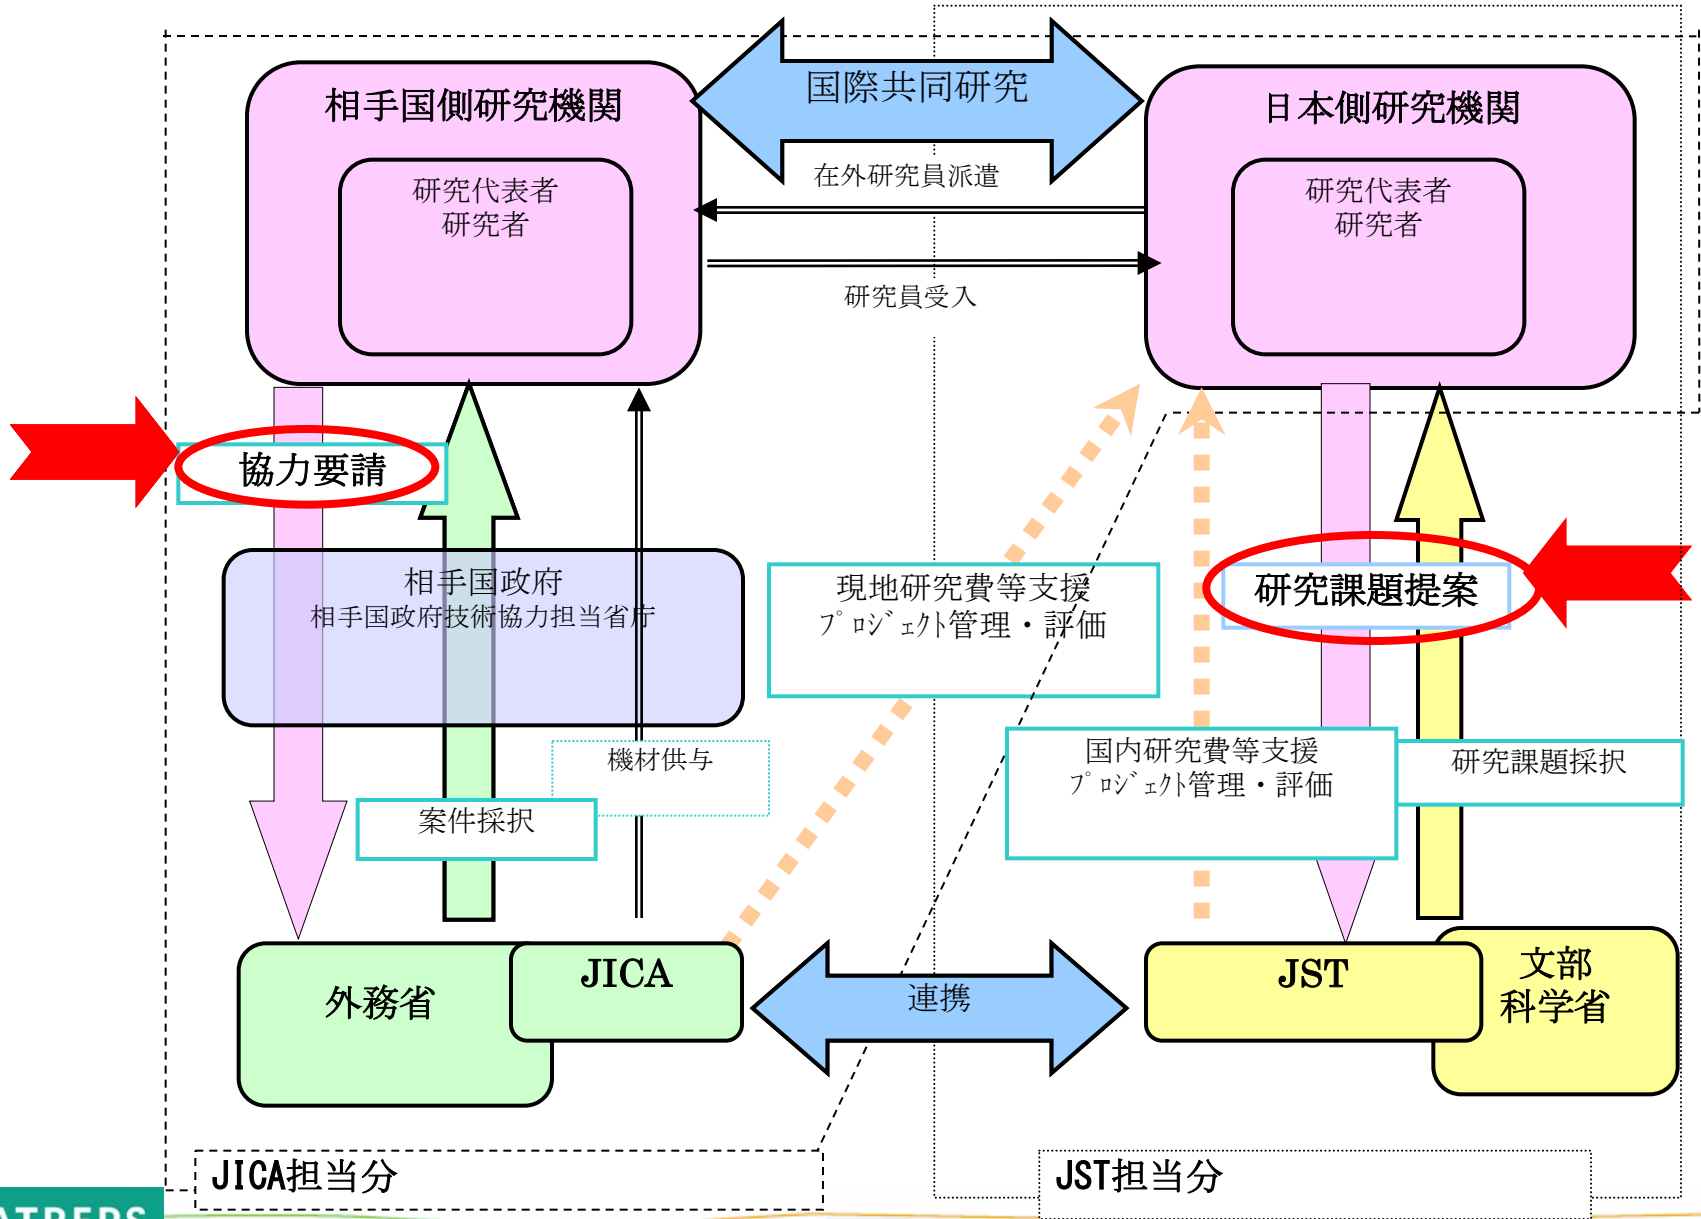 国際共同研究
相手国側研究機関
日本側研究機関
研究代表者
研究者
研究代表者
研究者
在外研究員派遣
研究員受入
協力要請
相手国政府
相手国政府技術協力担当省庁
現地研究費等支援
ﾌﾟﾛｼﾞｪｸﾄ管理・評価
研究課題提案
機材供与
国内研究費等支援
ﾌﾟﾛｼﾞｪｸﾄ管理・評価
研究課題採択
案件採択
外務省
JICA
連携
JST
文部
科学省
JICA担当分
JST担当分